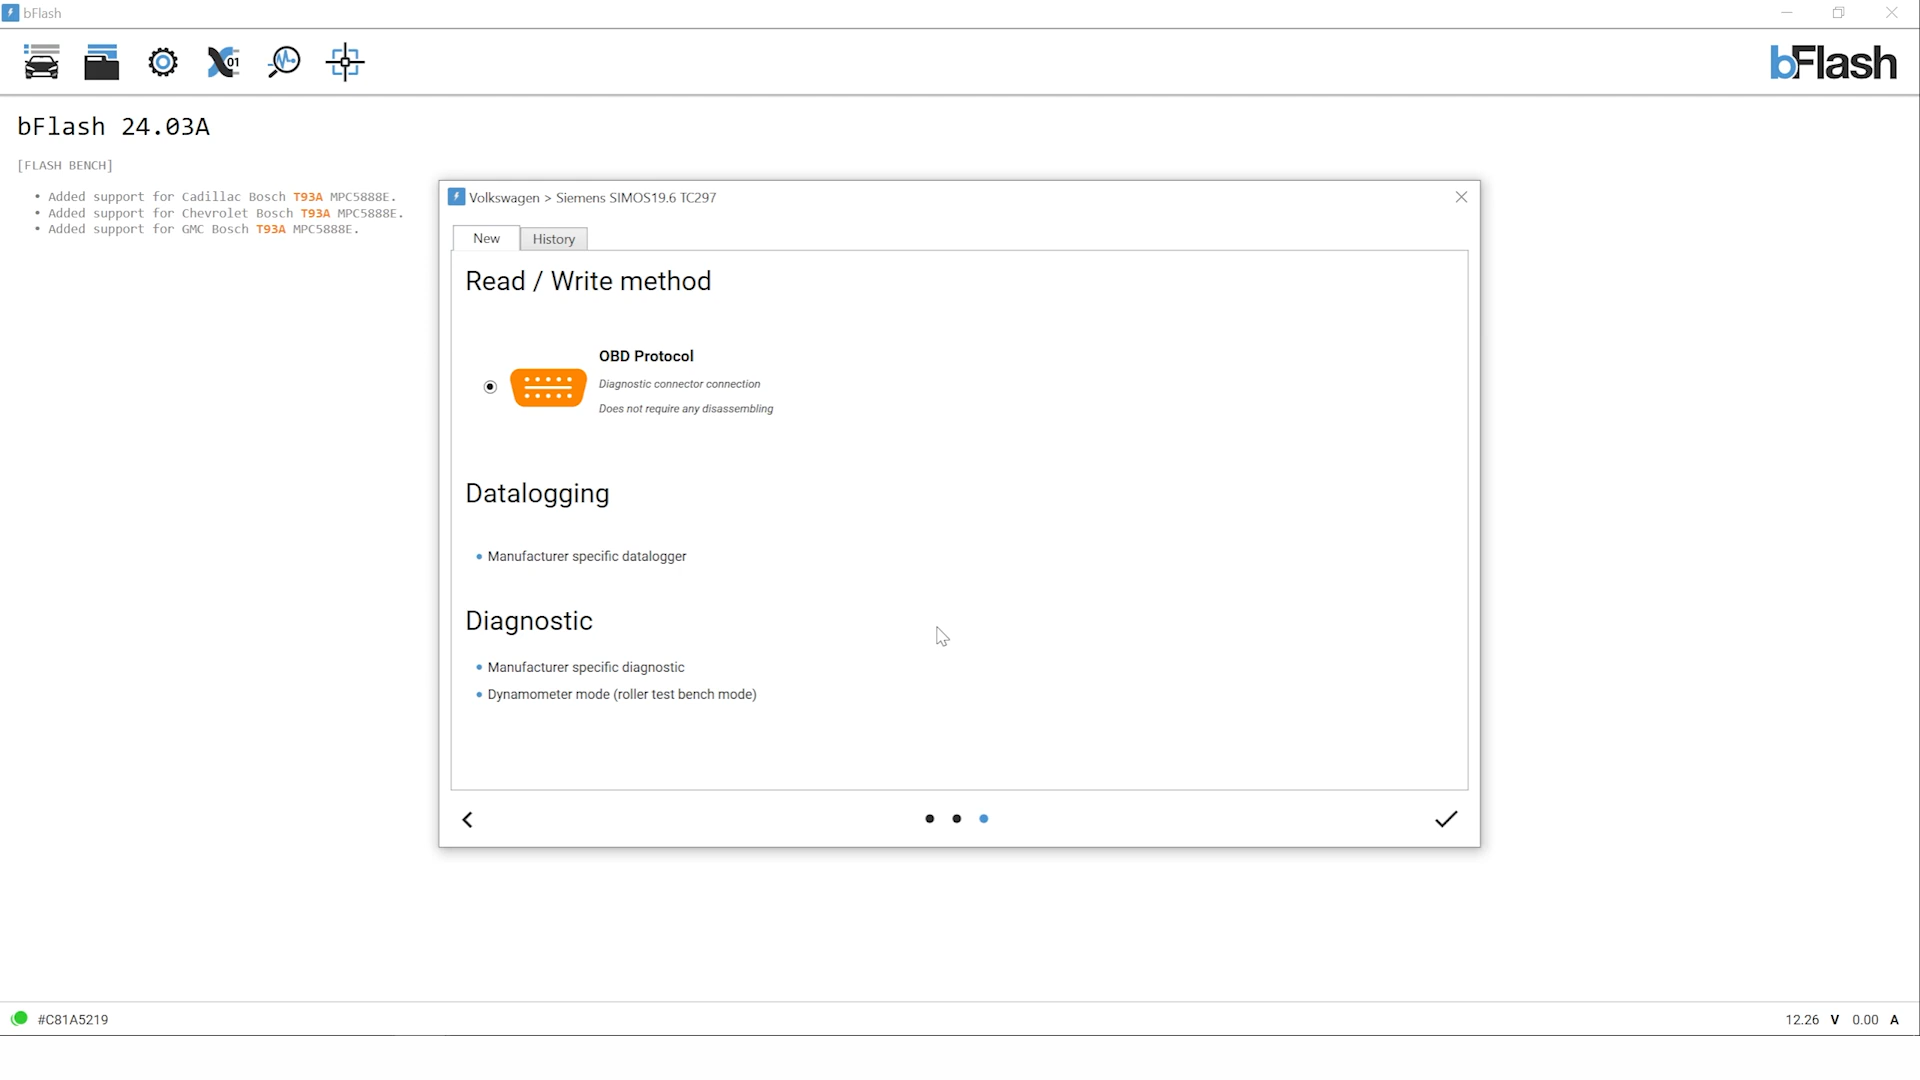 bFlash
01
bFlash
bFlash 24.03A
[FLASH BENCH]
• Added support for Cadillac Bosch T93A MPC5888E.
• Added support for Chevrolet Bosch T93A MPC5888E.
• Added support for GMC Bosch T93A MPC5888E.
Volkswagen > Siemens SIMOS19.6 TC297
New
History
Read / Write method
OBD Protocol
Diagnostic connector connection
Does not require any disassembling
Datalogging
• Manufacturer specific datalogger
Diagnostic
• Manufacturer specific diagnostic
• Dynamometer mode (roller test bench mode)
#C81A5219
12.26 V 0.00 A